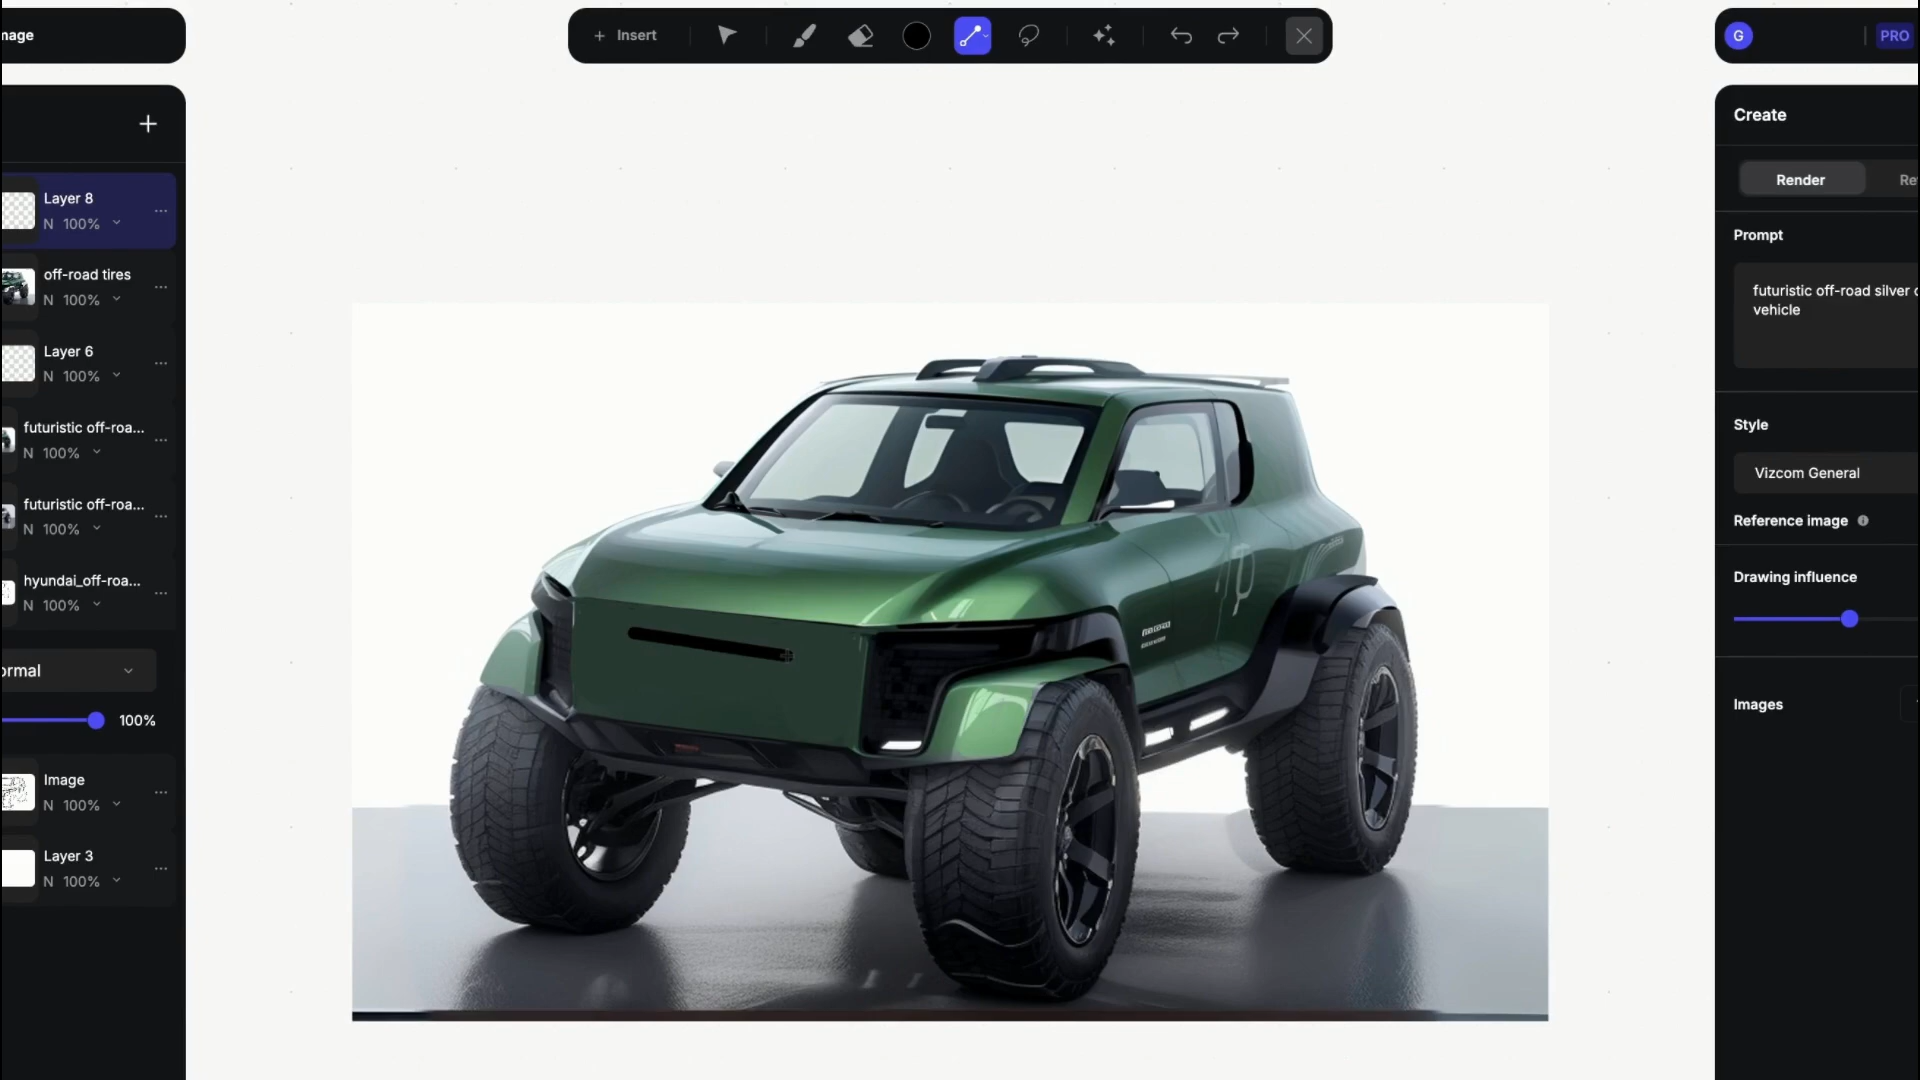 mage
Insert
G
PRO
Layer 8
N 100%
off-road tires
N 100%
Layer 6
N 100%
futuristic off-roa...
N 100%
futuristic off-roa...
N 100%
hyundai_off-roa...
N 100%
ormal
100%
Image
N 100%
Layer 3
N 100%
Create
Render
Re
Prompt
futuristic off-road silver
vehicle
Style
Vizcom General
Reference image
Drawing influence
Images